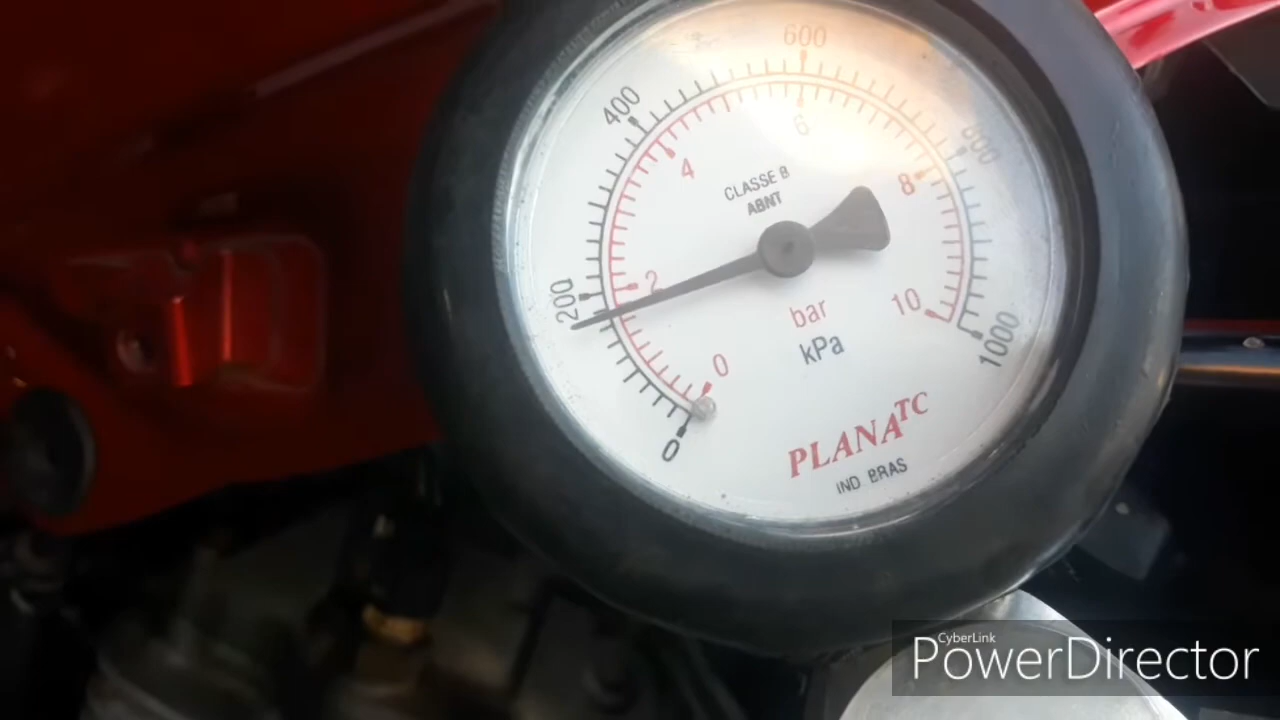 600
400
800
6
4
CLASSE B
ABNT
8
200
2
bar
10
kPa
1000
0
0
PLANATC
IND BRAS
CyberLink
PowerDirector